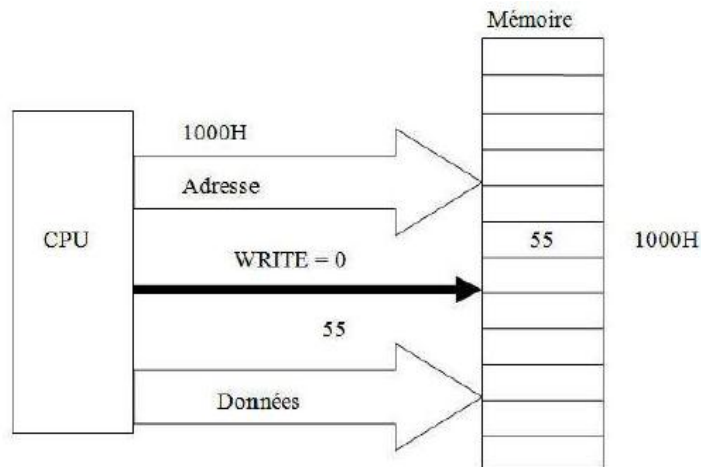 Mémoire
1000H
Adresse
CPU
55
1000H
WRITE = 0
55
Données